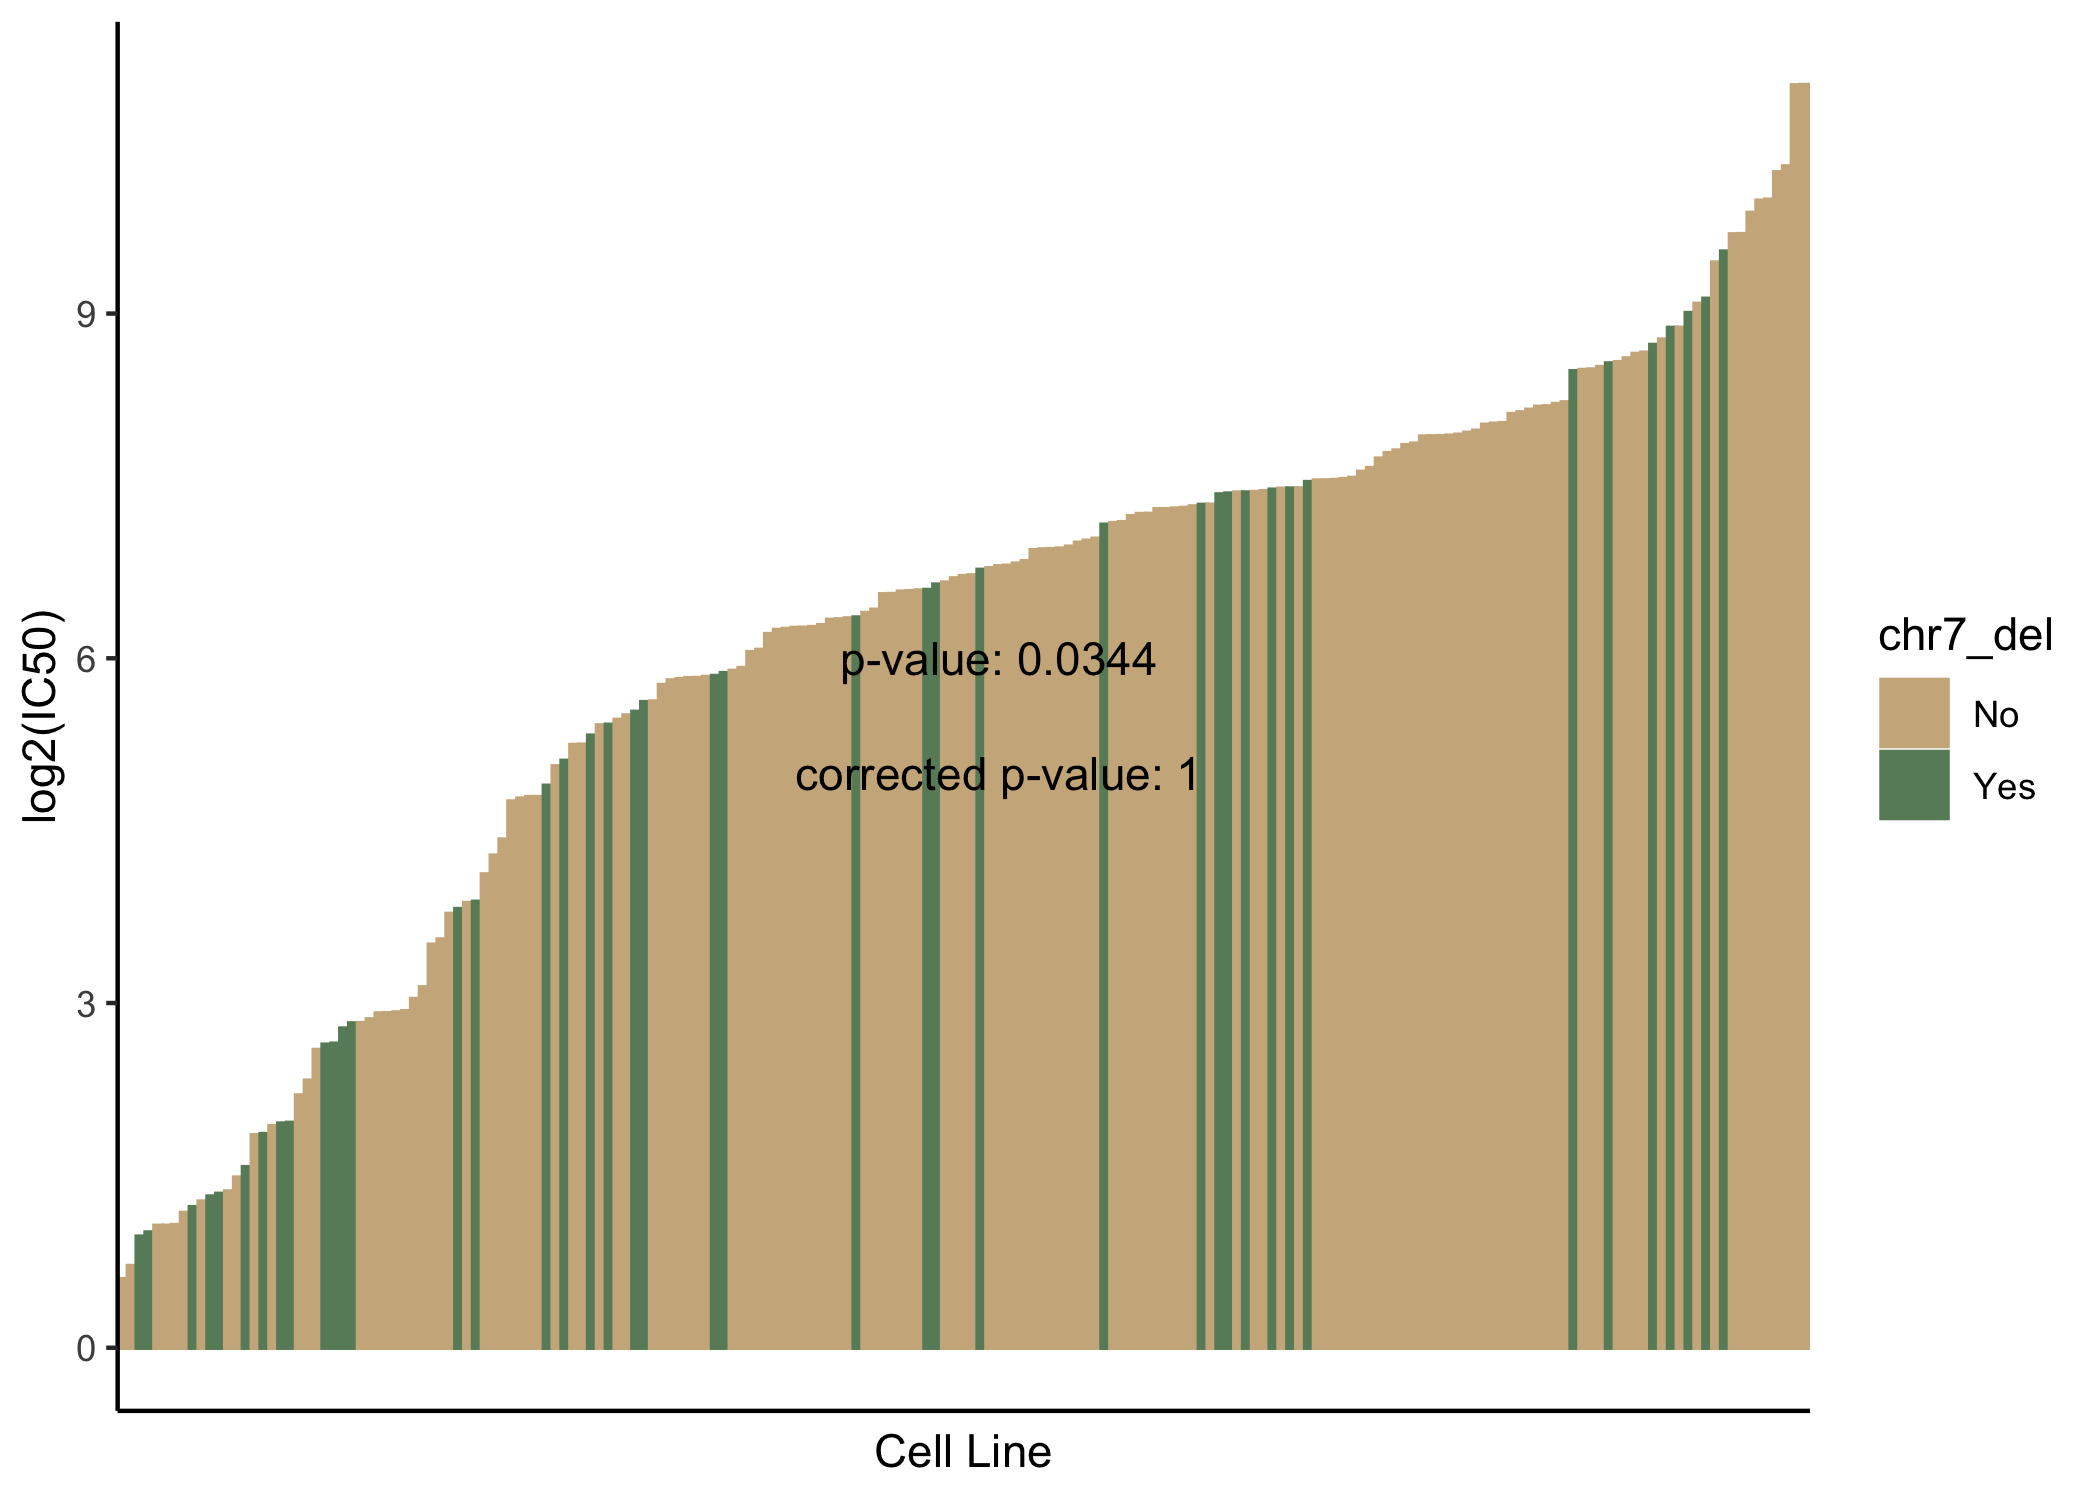 log2(IC50)
9
6
3
0
p-value: 0.0344
corrected p-value: 1
Cell Line
chr7_del
No
Yes